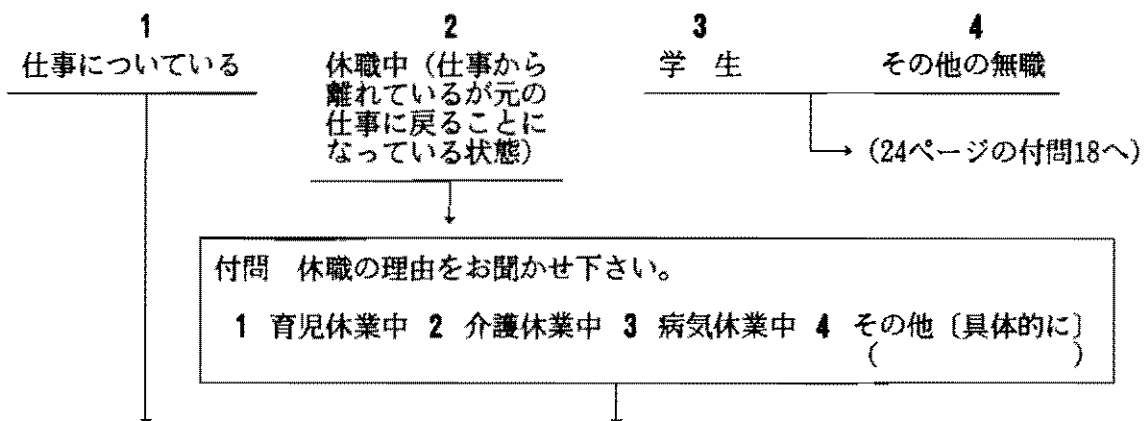 1 2 3 4
仕事についている 休職中（仕事から 学 生 その他の無職
離れているが元の
仕事に戻ることに
なっている状態）
（24ページの付問18へ）
付問 休職の理由をお聞かせ下さい。
1 育児休業中 2 介護休業中 3 病気休業中 4 その他〔具体的に〕
（ ）